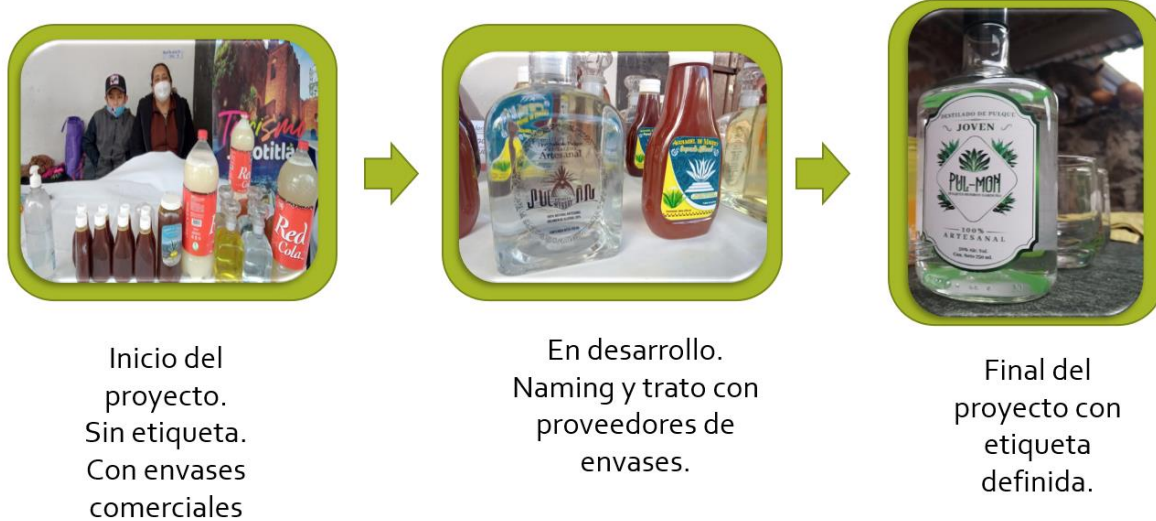 Turismo
Red
Cola
Red
Cola
Red
Cola
Artesanal
PUL-MON
DESTILADO DE PULQUE
JOVEN
PUL-MON
100%
ARTESANAL
Inicio del
proyecto.
Sin etiqueta.
Con envases
comerciales
En desarrollo.
Naming y trato con
proveedores de
envases.
Final del
proyecto con
etiqueta
definida.